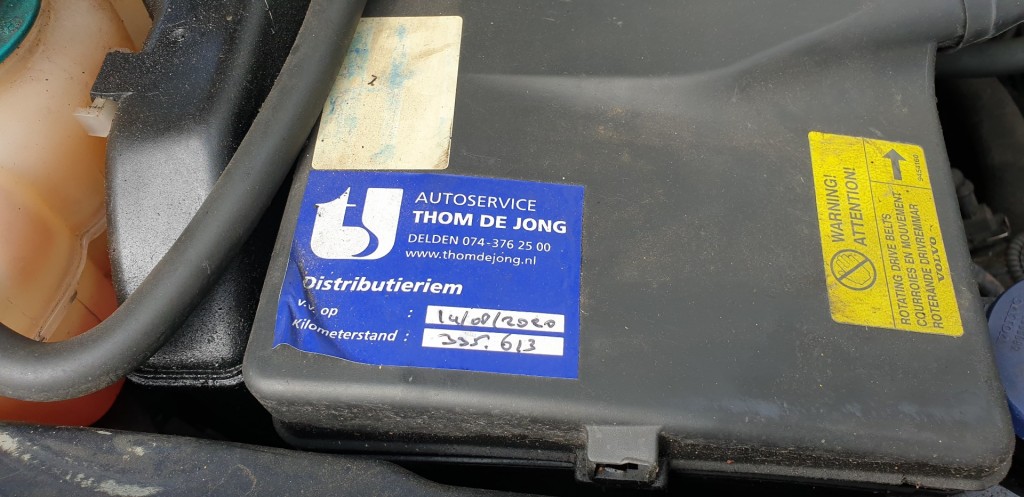 AUTOSERVICE
THOM DE JONG
DELDEN 074-376 25 00
www.thomdejong.nl
Distributieriem
v.v. op : 14/08/2020
Kilometerstand : 335.613
WARNING!
ATTENTION!
ROTATING DRIVE BELTS
COURROIES EN MOUVEMENT
ROTERANDE DRIVREMMAR
VOLVO